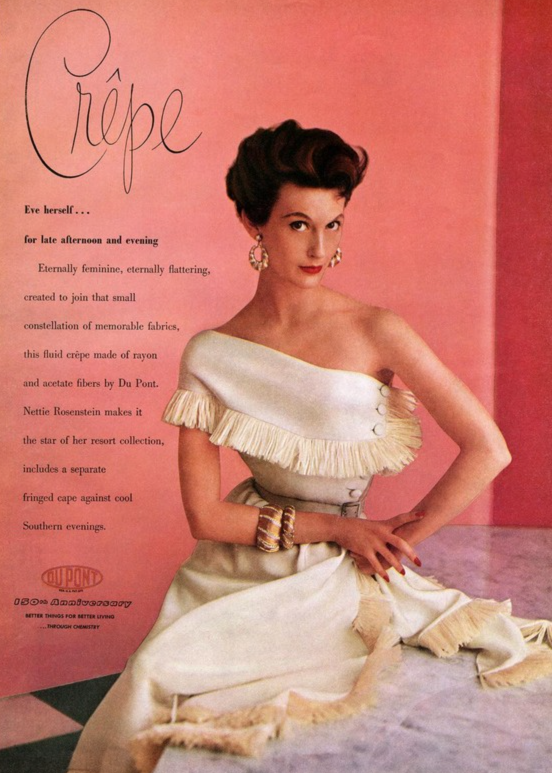 Crêpe
Eve herself...
for late afternoon and evening
Eternally feminine, eternally flattering,
created to join that small
constellation of memorable fabrics,
this fluid crêpe made of rayon
and acetate fibers by Du Pont.
Nettie Rosenstein makes it
the star of her resort collection,
includes a separate
fringed cape against cool
Southern evenings.
DU PONT
150th Anniversary
BETTER THINGS FOR BETTER LIVING
...THROUGH CHEMISTRY